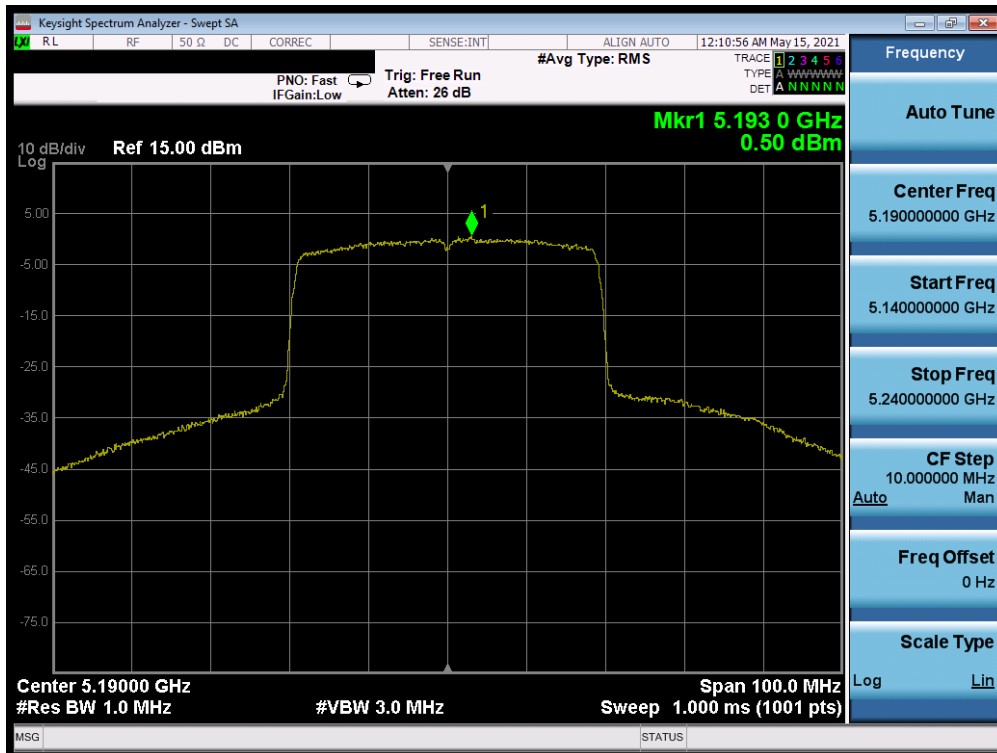 Keysight Spectrum Analyzer - Swept SA
LXI RL RF 50 Ω DC CORREC SENSE:INT ALIGN AUTO 12:10:56 AM May 15, 2021
#Avg Type: RMS TRACE 1 2 3 4 5 6
PNO: Fast Trig: Free Run TYPE A WWWWW
IFGain:Low Atten: 26 dB DET A N N N N N
Mkr1 5.193 0 GHz
0.50 dBm
10 dB/div Ref 15.00 dBm
Log
1
5.00
-5.00
-15.0
-25.0
-35.0
-45.0
-55.0
-65.0
-75.0
Center 5.19000 GHz Span 100.0 MHz
#Res BW 1.0 MHz #VBW 3.0 MHz Sweep 1.000 ms (1001 pts)
MSG STATUS
Frequency
Auto Tune
Center Freq
5.190000000 GHz
Start Freq
5.140000000 GHz
Stop Freq
5.240000000 GHz
CF Step
10.000000 MHz
Auto Man
Freq Offset
0 Hz
Scale Type
Log Lin